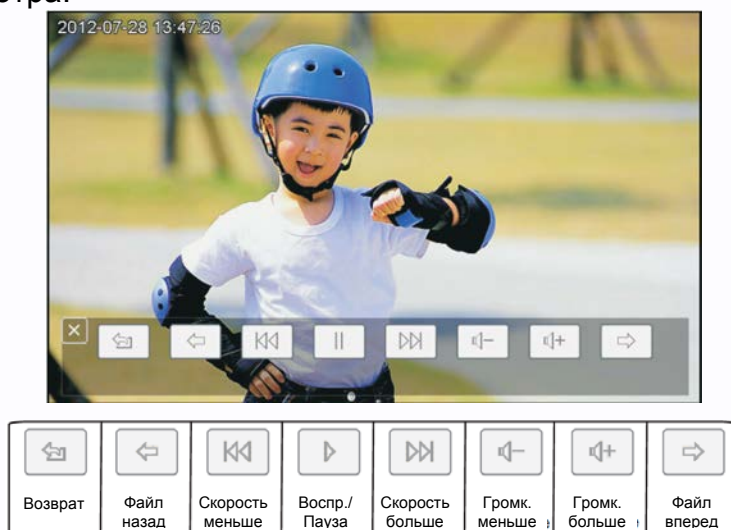 2012-07-28 13:47:26
Возврат
Файл
назад
Скорость
меньше
Воспр./
Пауза
Скорость
больше
Громк.
меньше
Громк.
больше
Файл
вперед